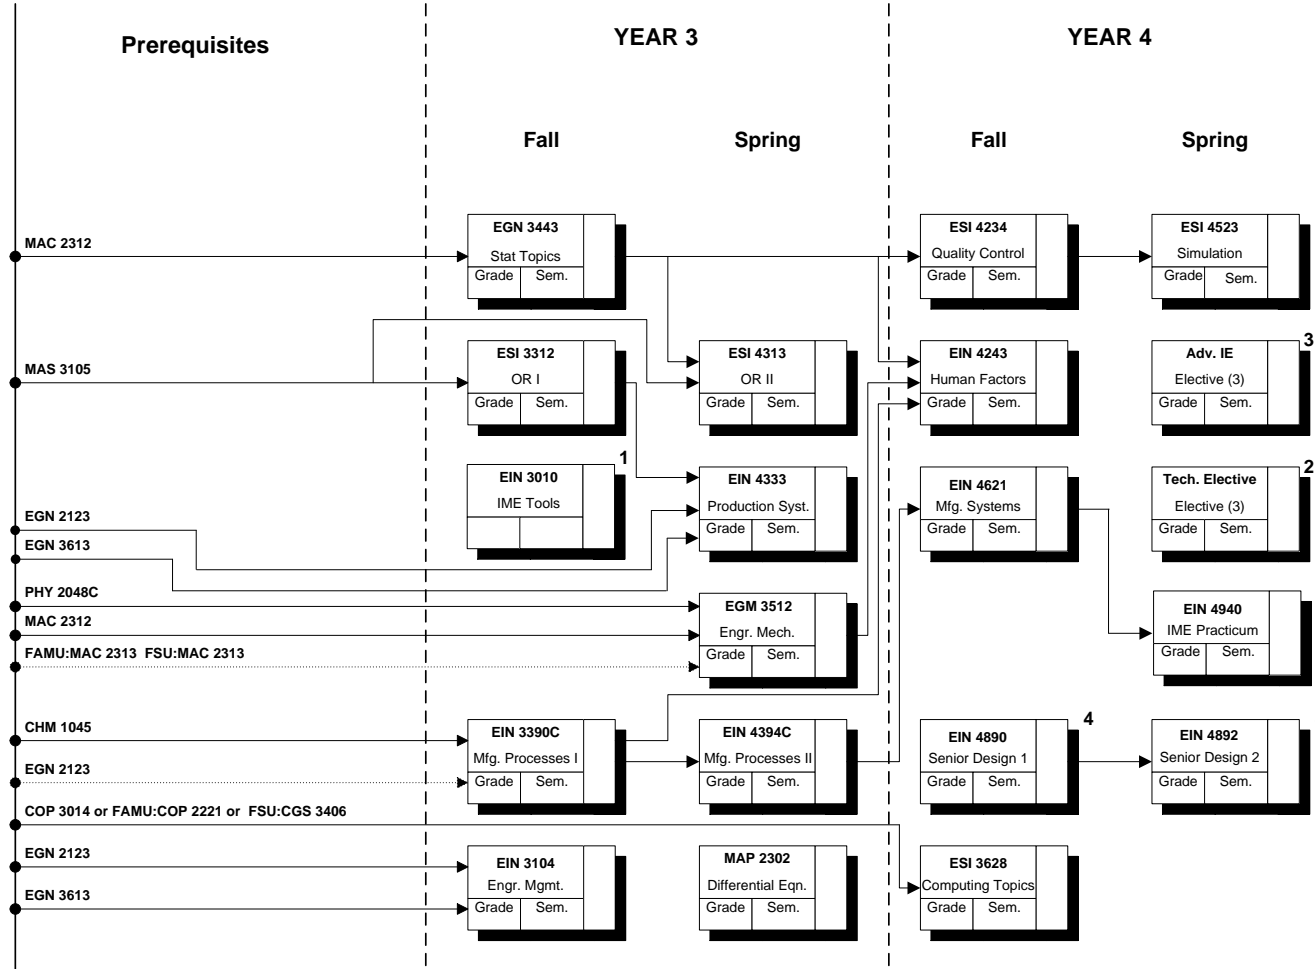 Prerequisites
YEAR 3
YEAR 4
Fall
Spring
Fall
Spring
MAC 2312
EGN 3443
Stat Topics
Grade Sem.
ESI 4234
Quality Control
Grade Sem.
ESI 4523
Simulation
Grade Sem.
MAS 3105
ESI 3312
OR I
Grade Sem.
ESI 4313
OR II
Grade Sem.
EIN 4243
Human Factors
Grade Sem.
3
Adv. IE
Elective (3)
Grade Sem.
1
EIN 3010
IME Tools
EIN 4333
Production Syst.
Grade Sem.
EIN 4621
Mfg. Systems
Grade Sem.
2
Tech. Elective
Elective (3)
Grade Sem.
EGN 2123
EGN 3613
PHY 2048C
MAC 2312
FAMU:MAC 2313 FSU:MAC 2313
EGM 3512
Engr. Mech.
Grade Sem.
EIN 4940
IME Practicum
Grade Sem.
CHM 1045
EGN 2123
EIN 3390C
Mfg. Processes I
Grade Sem.
EIN 4394C
Mfg. Processes II
Grade Sem.
4
EIN 4890
Senior Design 1
Grade Sem.
EIN 4892
Senior Design 2
Grade Sem.
COP 3014 or FAMU:COP 2221 or FSU:CGS 3406
EGN 2123
EGN 3613
EIN 3104
Engr. Mgmt.
Grade Sem.
MAP 2302
Differential Eqn.
Grade Sem.
ESI 3628
Computing Topics
Grade Sem.